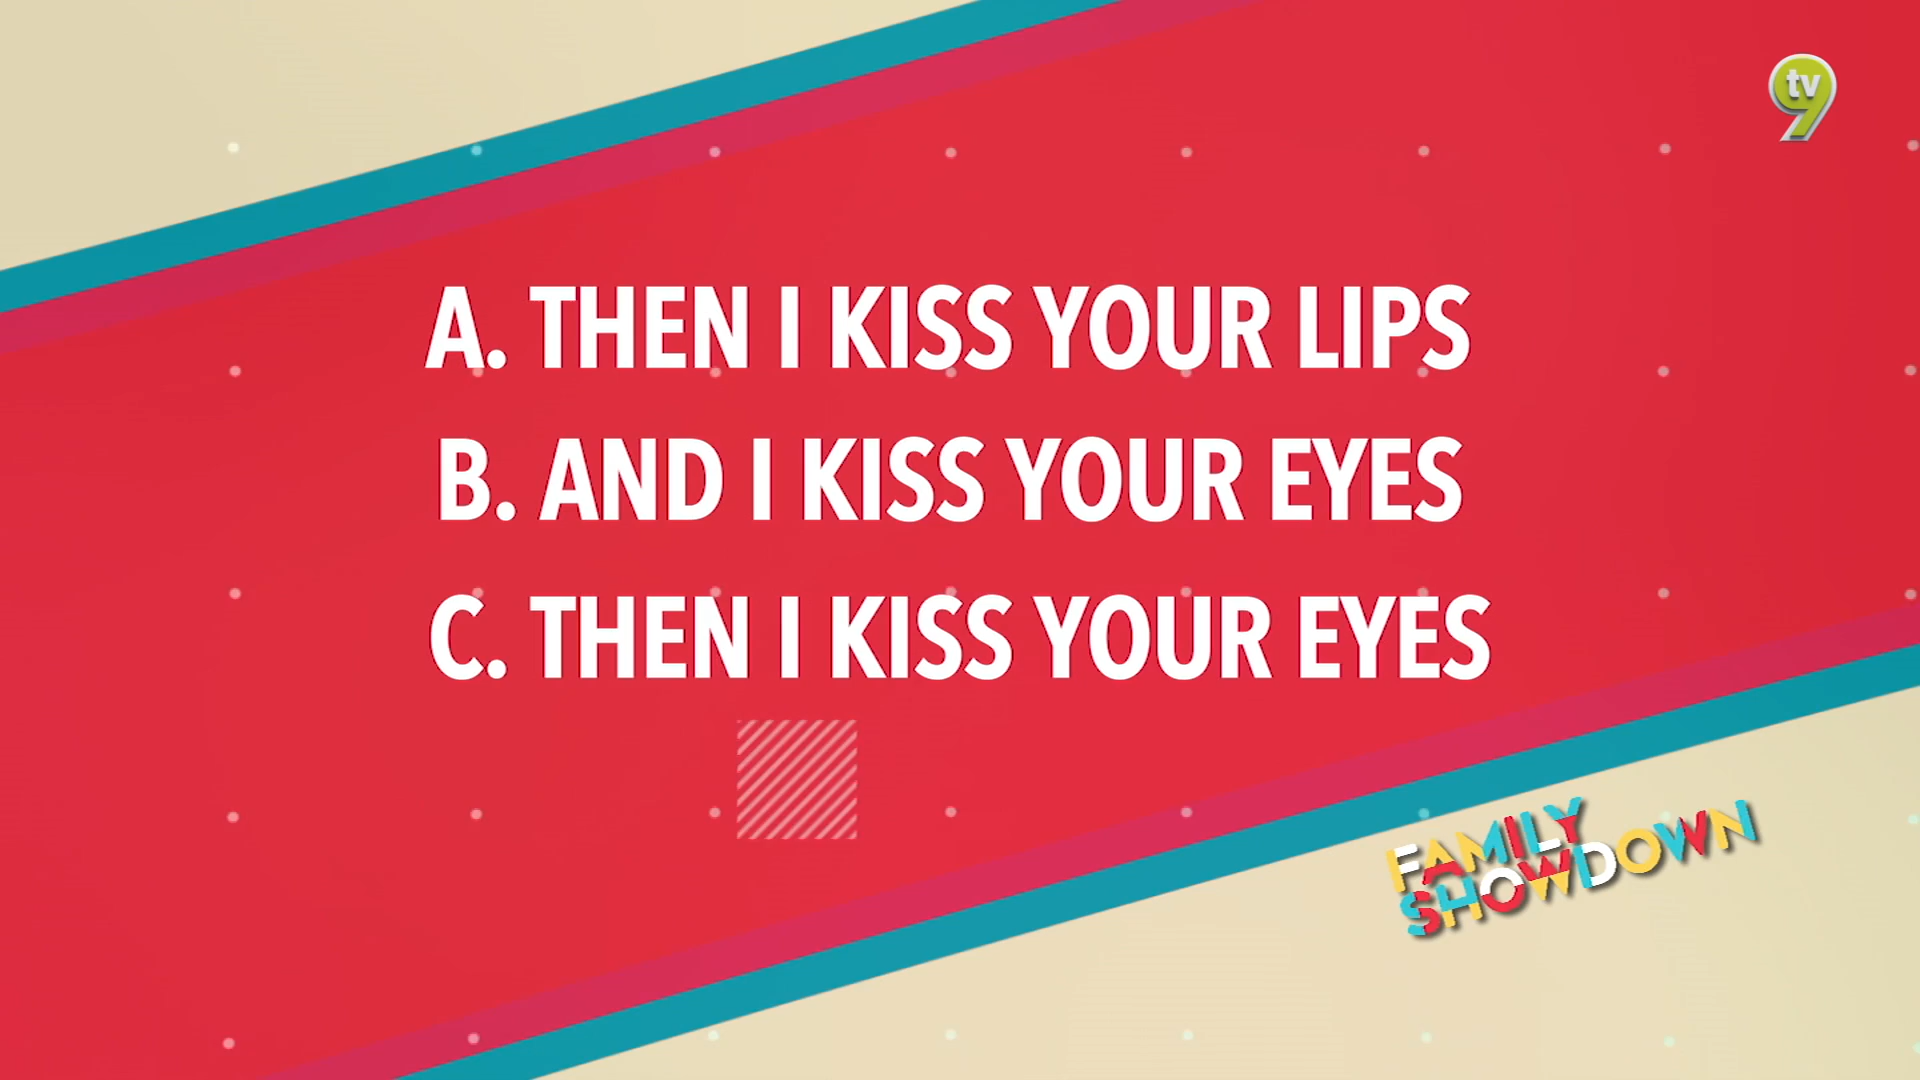 tv9
A. THEN I KISS YOUR LIPS
B. AND I KISS YOUR EYES
C. THEN I KISS YOUR EYES
FAMILY
SHOWDOWN